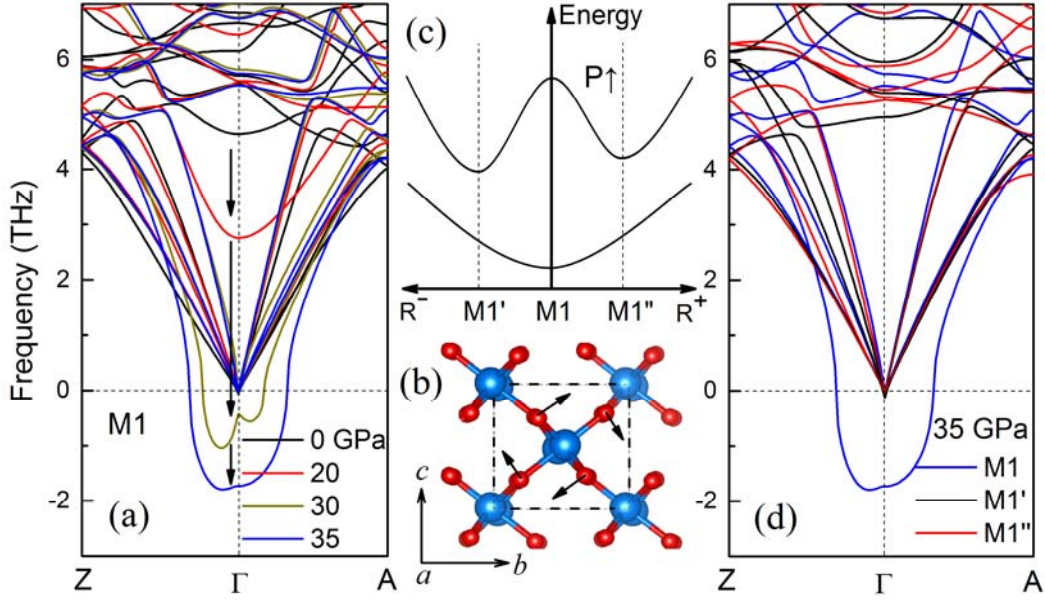 Frequency (THz)
6
4
2
0
-2
M1
0 GPa
20
30
35
(a)
Z
Γ
A
(c)
Energy
P↑
R⁻
M1'
M1
M1"
R⁺
(b)
c
a
b
6
4
2
0
-2
35 GPa
M1
M1'
M1"
(d)
Z
Γ
A